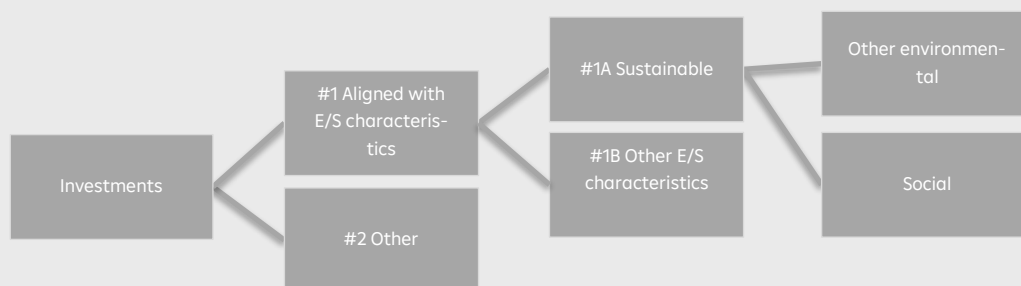 Investments
#1 Aligned with
E/S characteris-
tics
#2 Other
#1A Sustainable
#1B Other E/S
characteristics
Other environmen-
tal
Social